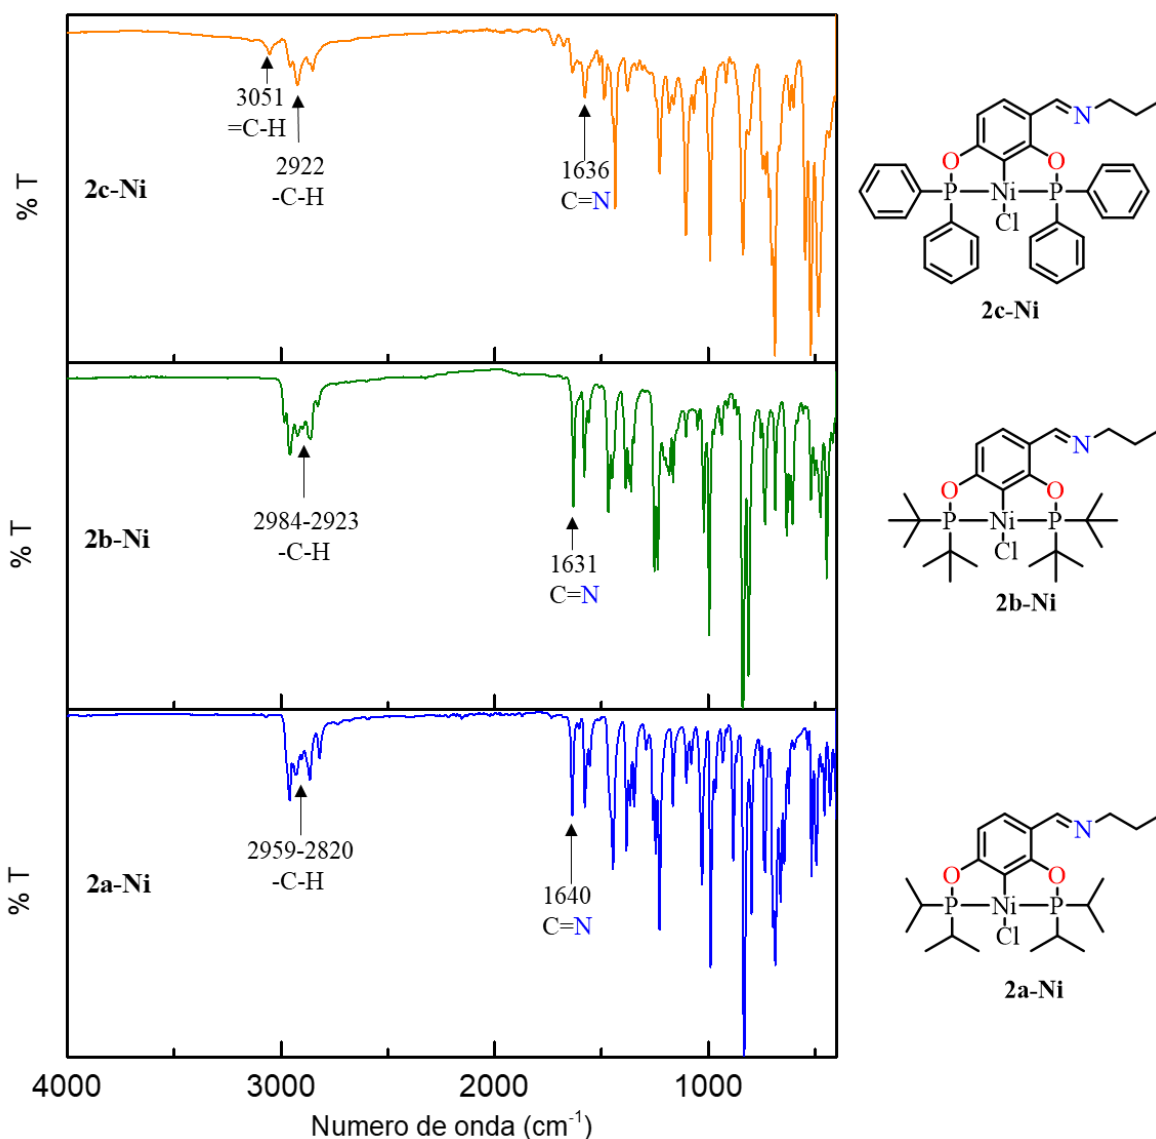 % T
2c-Ni
3051
=C-H
2922
-C-H
1636
C=N
N
O
O
P
Ni
P
Cl
2c-Ni
% T
2b-Ni
2984-2923
-C-H
1631
C=N
N
O
O
P
Ni
P
Cl
2b-Ni
% T
2a-Ni
2959-2820
-C-H
1640
C=N
N
O
O
P
Ni
P
Cl
2a-Ni
4000 3000 2000 1000
Numero de onda (cm⁻¹)